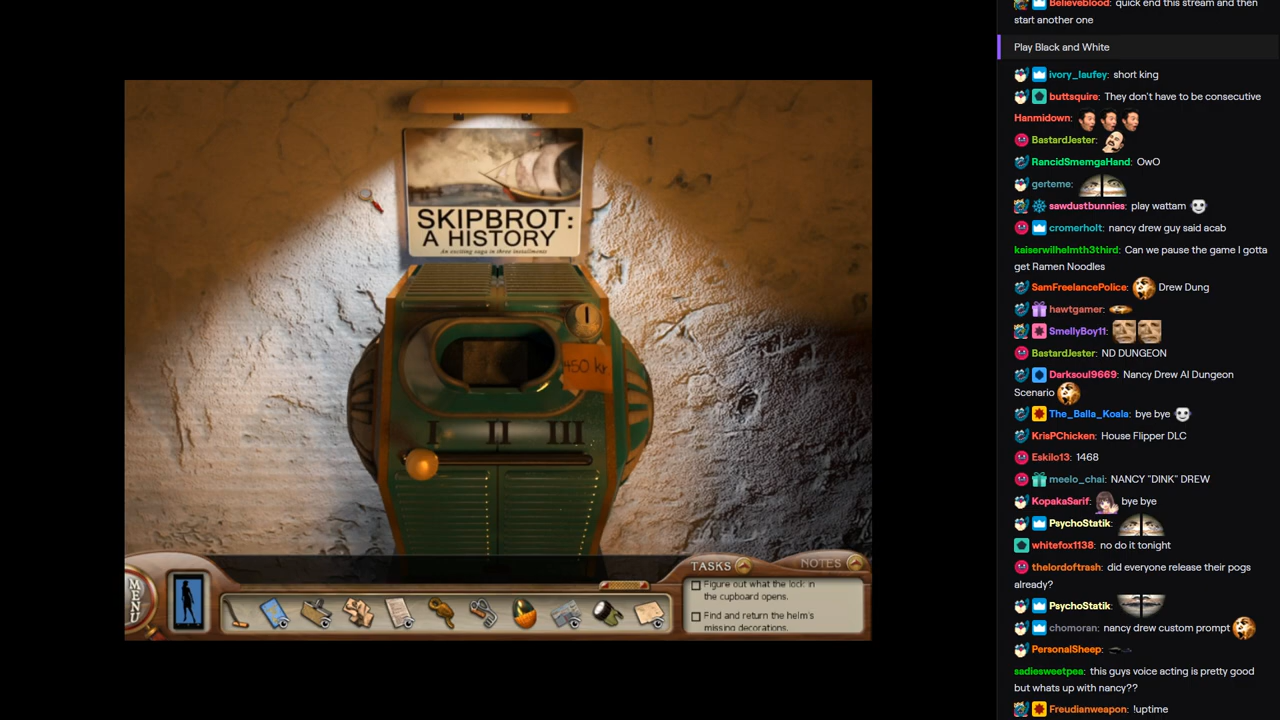 SKIPBROT:
A HISTORY
An exciting saga in three installments
450 kr
I II III
MENU
TASKS
NOTES
Figure out what the lock in
the cupboard opens.
Find and return the helm's
missing decorations.
Believeblood: quick end this stream and then
start another one
Play Black and White
ivory_laufey: short king
buttsquire: They don't have to be consecutive
Hanmidown:
BastardJester:
RancidSmemgaHand: OwO
gerteme:
sawdustbunnies: play wattam
cromerholt: nancy drew guy said acab
kaiserwilhelmth3third: Can we pause the game I gotta
get Ramen Noodles
SamFreelancePolice: Drew Dung
hawtgamer:
SmellyBoy11:
BastardJester: ND DUNGEON
Darksoul9669: Nancy Drew AI Dungeon
Scenario
The_Balla_Koala: bye bye
KrisPChicken: House Flipper DLC
Eskilo13: 1468
meelo_chai: NANCY "DINK" DREW
KopakaSarif: bye bye
PsychoStatik:
whitefox1138: no do it tonight
thelordoftrash: did everyone release their pogs
already?
PsychoStatik:
chomoran: nancy drew custom prompt
PersonalSheep:
sadiesweetpea: this guys voice acting is pretty good
but whats up with nancy??
Freudianweapon: !uptime